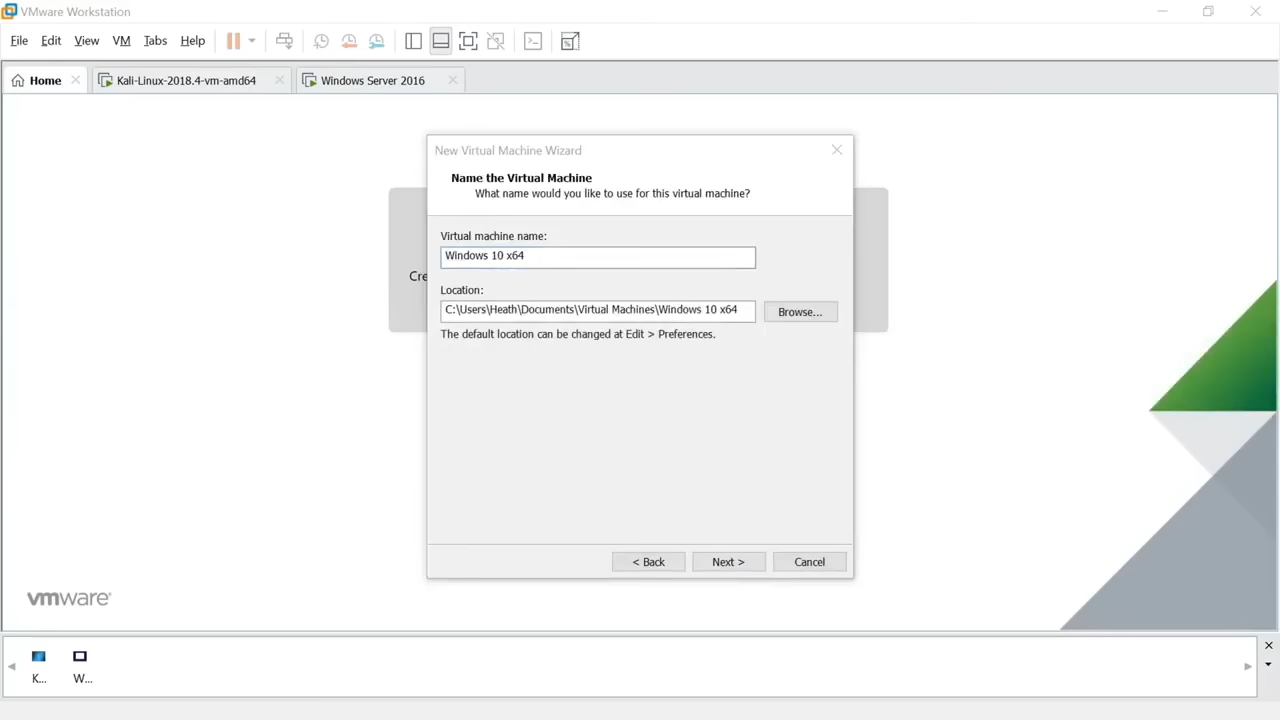 VMware Workstation
File Edit View VM Tabs Help
Home Kali-Linux-2018.4-vm-amd64 Windows Server 2016
New Virtual Machine Wizard
Name the Virtual Machine
What name would you like to use for this virtual machine?
Virtual machine name:
Windows 10 x64
Cre
Location:
C:\Users\Heath\Documents\Virtual Machines\Windows 10 x64 Browse...
The default location can be changed at Edit > Preferences.
< Back Next > Cancel
vmware®
K... W...